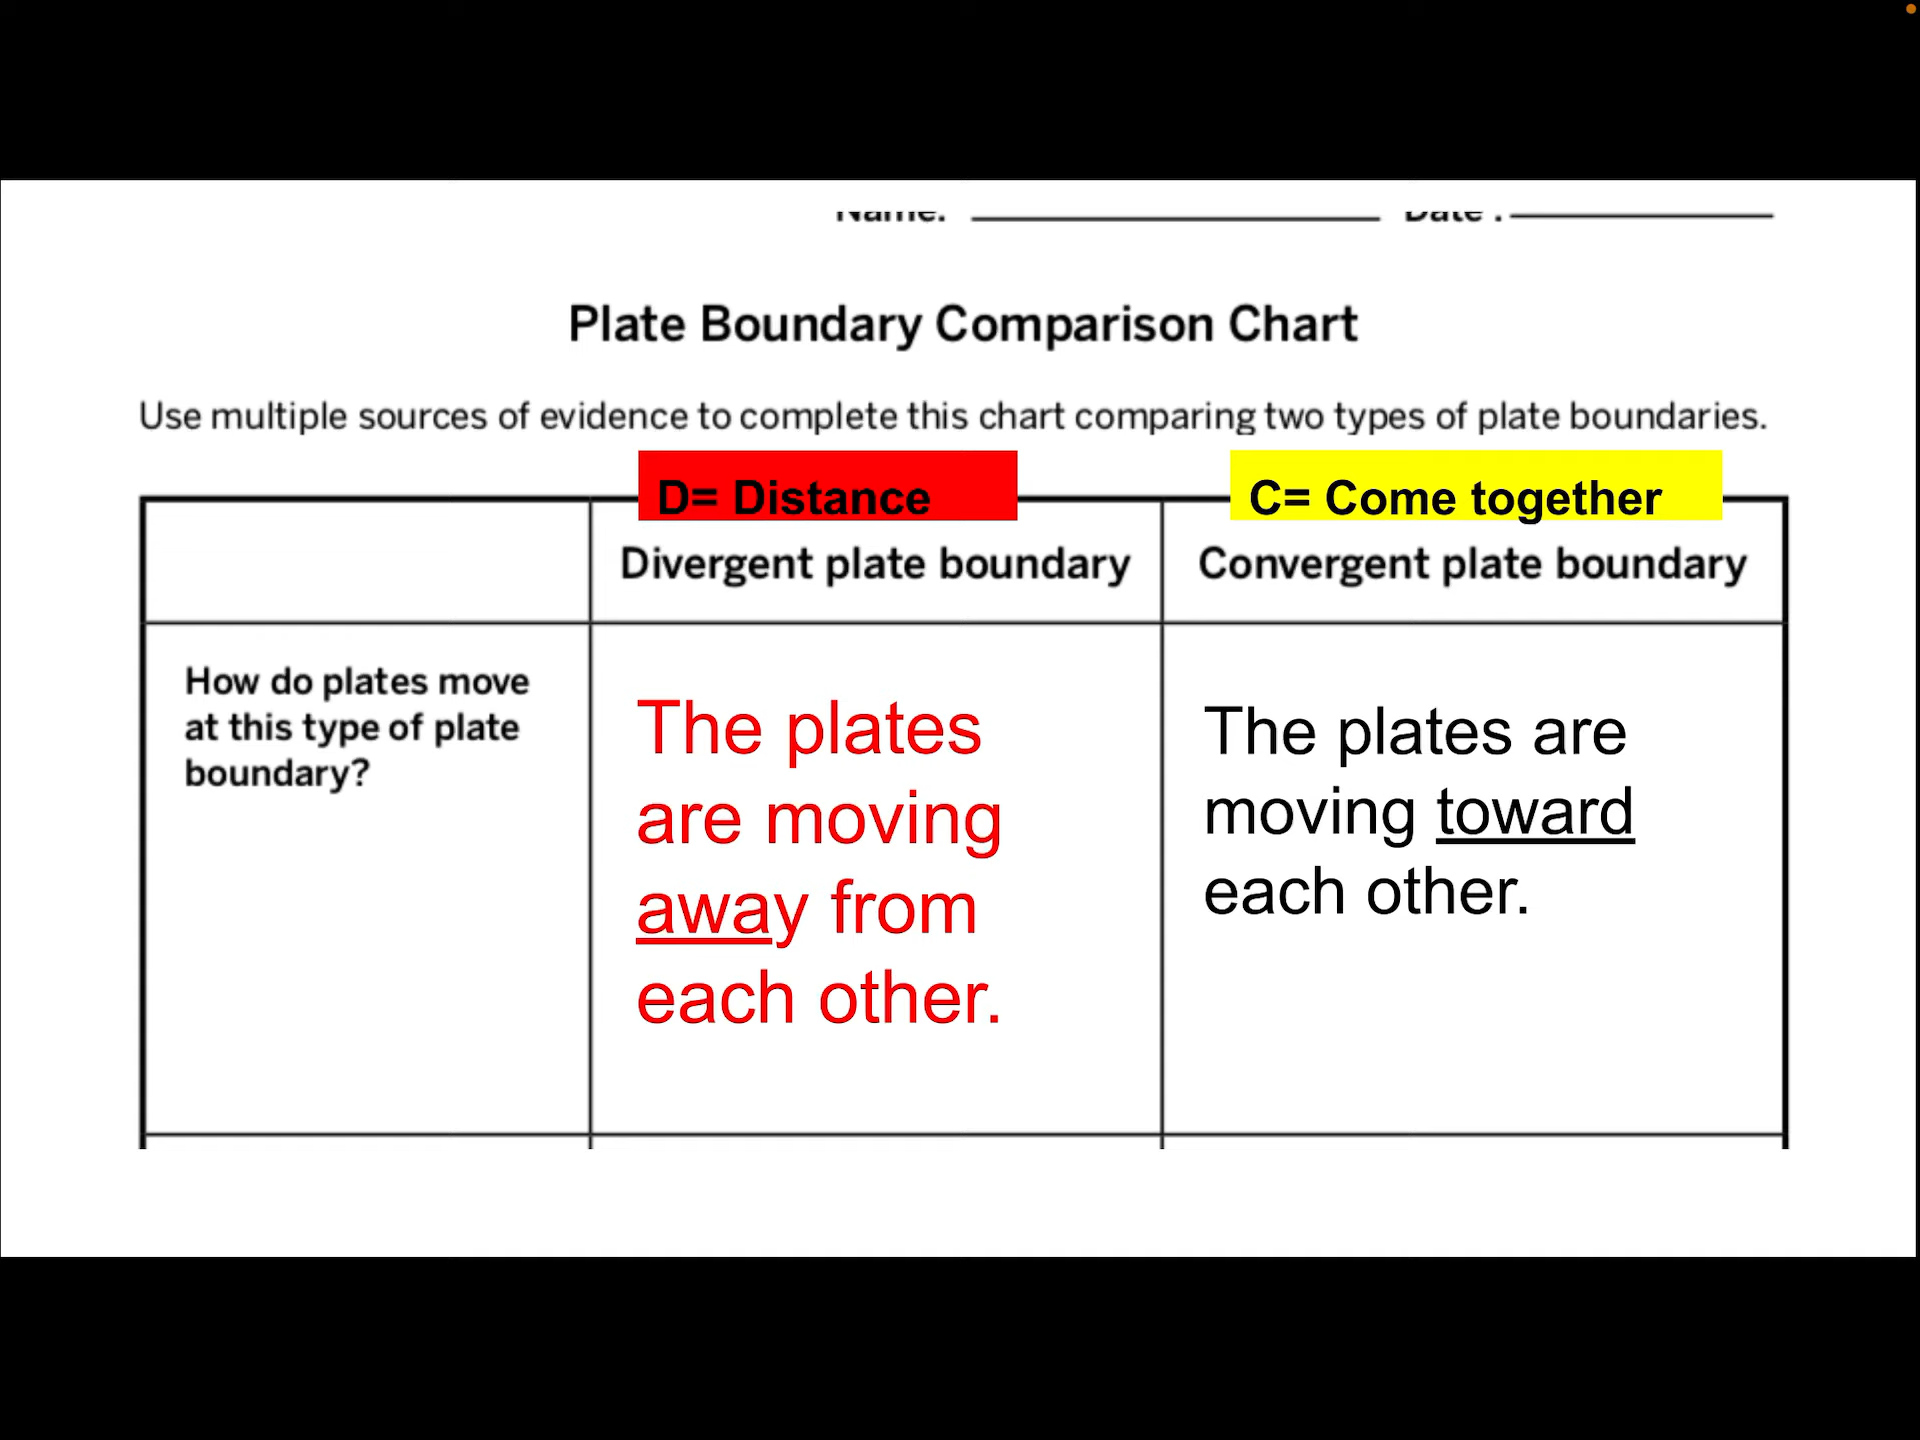 Name: Date :
Plate Boundary Comparison Chart
Use multiple sources of evidence to complete this chart comparing two types of plate boundaries.
D= Distance
C= Come together
Divergent plate boundary
Convergent plate boundary
How do plates move
at this type of plate
boundary?
The plates
are moving
away from
each other.
The plates are
moving toward
each other.